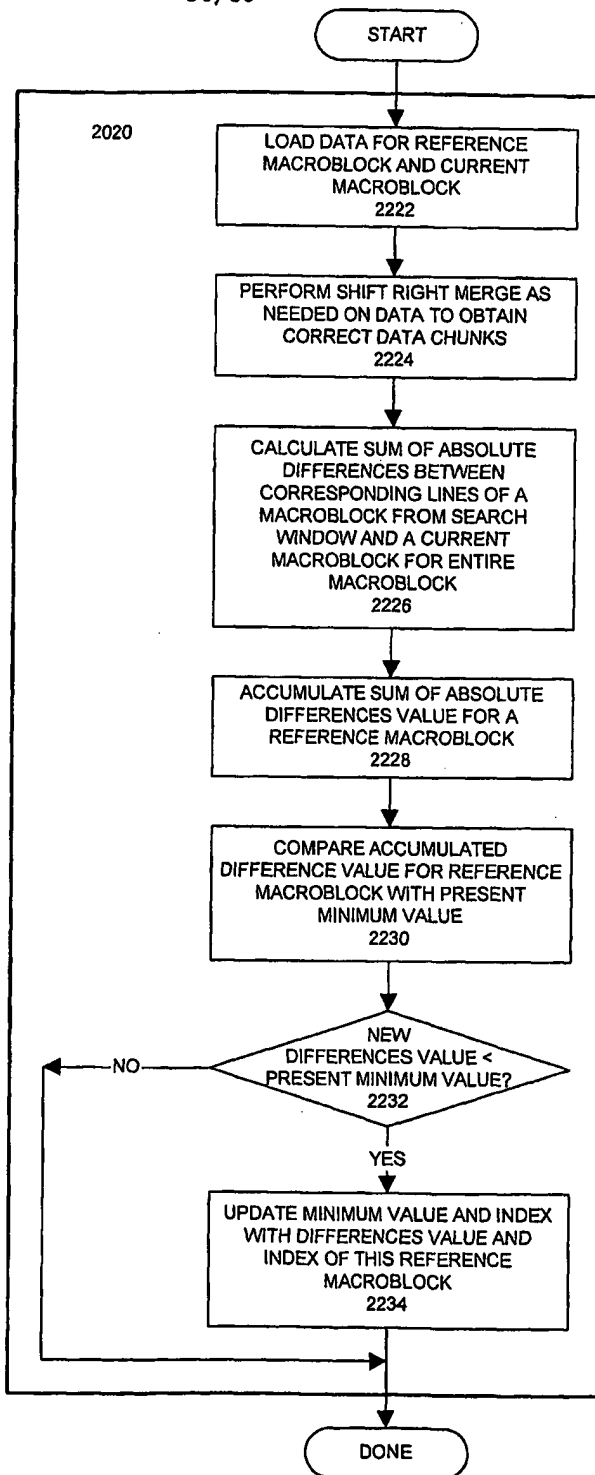 START
2020
LOAD DATA FOR REFERENCE
MACROBLOCK AND CURRENT
MACROBLOCK
2222
PERFORM SHIFT RIGHT MERGE AS
NEEDED ON DATA TO OBTAIN
CORRECT DATA CHUNKS
2224
CALCULATE SUM OF ABSOLUTE
DIFFERENCES BETWEEN
CORRESPONDING LINES OF A
MACROBLOCK FROM SEARCH
WINDOW AND A CURRENT
MACROBLOCK FOR ENTIRE
MACROBLOCK
2226
ACCUMULATE SUM OF ABSOLUTE
DIFFERENCES VALUE FOR A
REFERENCE MACROBLOCK
2228
COMPARE ACCUMULATED
DIFFERENCE VALUE FOR REFERENCE
MACROBLOCK WITH PRESENT
MINIMUM VALUE
2230
NEW
DIFFERENCES VALUE <
PRESENT MINIMUM VALUE?
2232
NO
YES
UPDATE MINIMUM VALUE AND INDEX
WITH DIFFERENCES VALUE AND
INDEX OF THIS REFERENCE
MACROBLOCK
2234
DONE